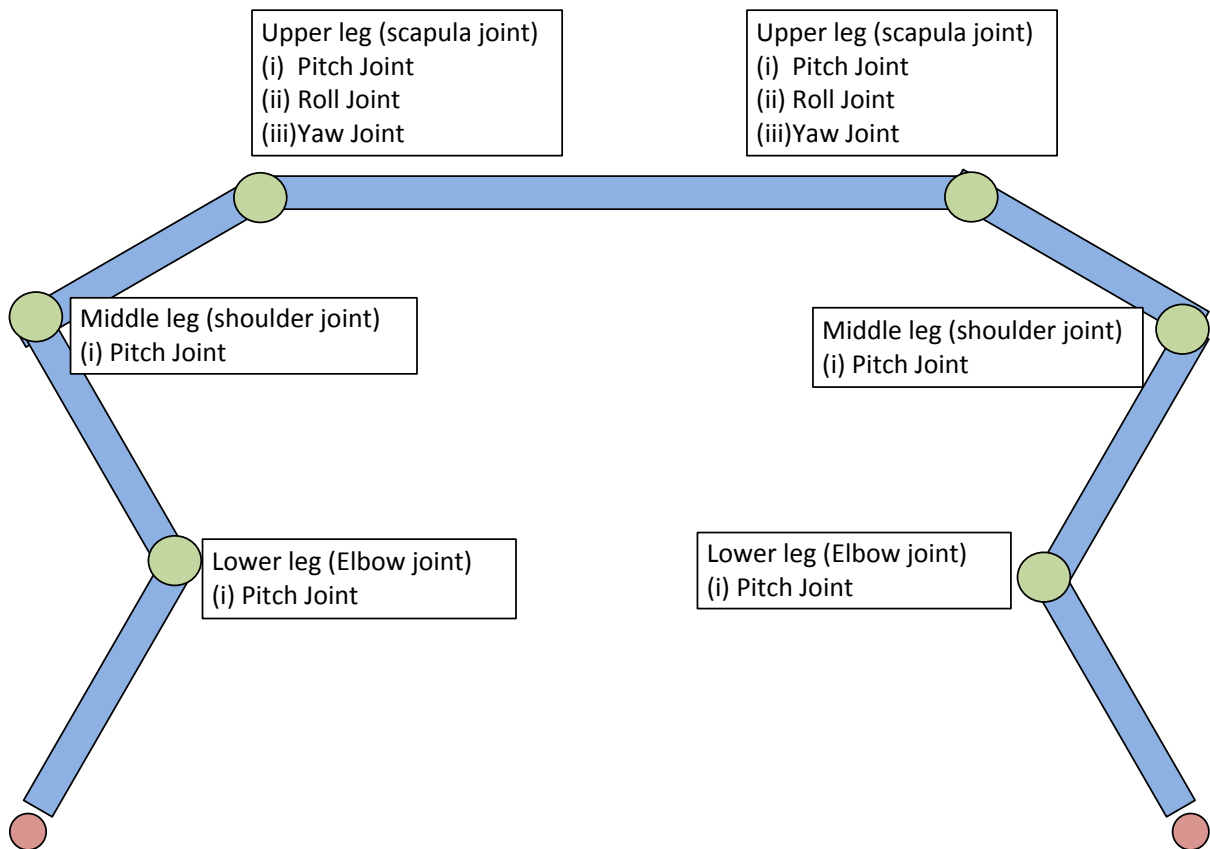 Upper leg (scapula joint)
(i) Pitch Joint
(ii) Roll Joint
(iii)Yaw Joint
Upper leg (scapula joint)
(i) Pitch Joint
(ii) Roll Joint
(iii)Yaw Joint
Middle leg (shoulder joint)
(i) Pitch Joint
Middle leg (shoulder joint)
(i) Pitch Joint
Lower leg (Elbow joint)
(i) Pitch Joint
Lower leg (Elbow joint)
(i) Pitch Joint